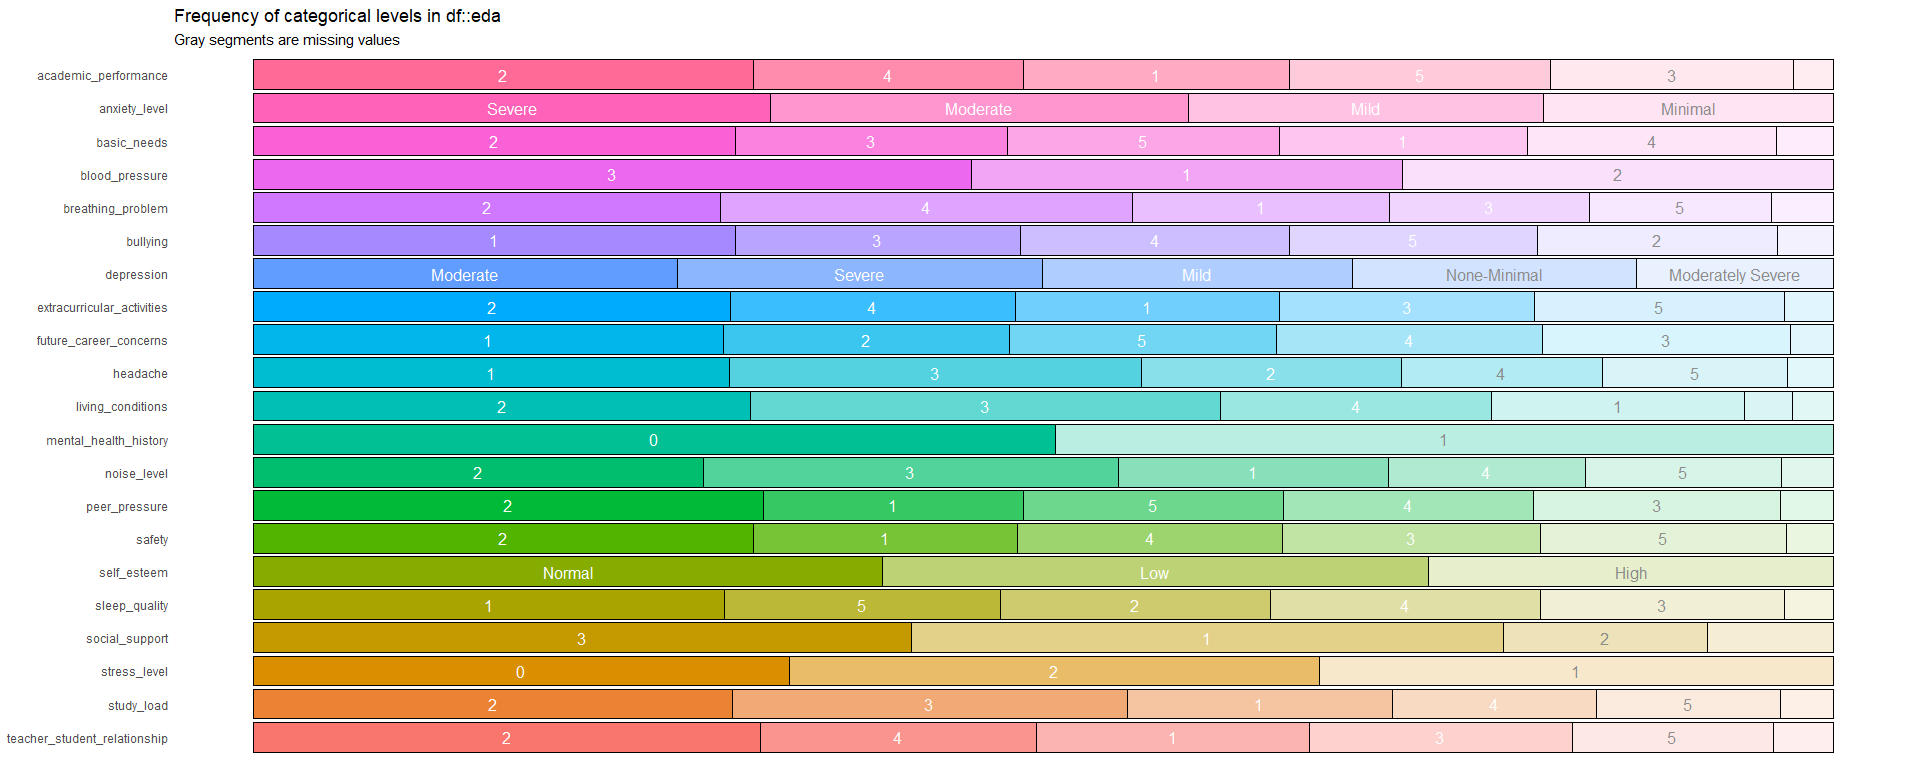 Frequency of categorical levels in df::eda
Gray segments are missing values
academic_performance 2 4 1 5 3
anxiety_level Severe Moderate Mild Minimal
basic_needs 2 3 5 1 4
blood_pressure 3 1 2
breathing_problem 2 4 1 3 5
bullying 1 3 4 5 2
depression Moderate Severe Mild None-Minimal Moderately Severe
extracurricular_activities 2 4 1 3 5
future_career_concerns 1 2 5 4 3
headache 1 3 2 4 5
living_conditions 2 3 4 1
mental_health_history 0 1
noise_level 2 3 1 4 5
peer_pressure 2 1 5 4 3
safety 2 1 4 3 5
self_esteem Normal Low High
sleep_quality 1 5 2 4 3
social_support 3 1 2
stress_level 0 2 1
study_load 2 3 1 4 5
teacher_student_relationship 2 4 1 3 5